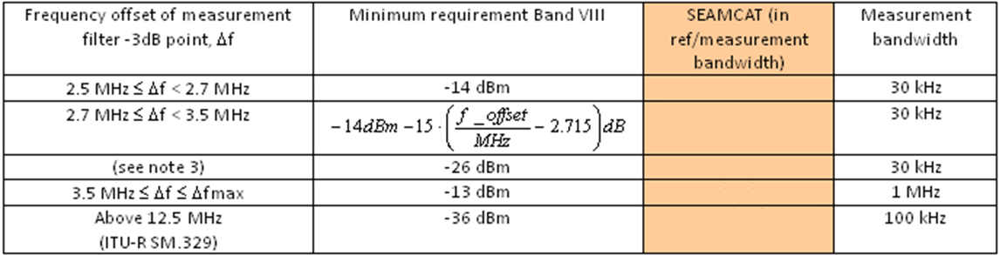 Frequency offset of measurement filter -3dB point, Δf | Minimum requirement Band VIII | SEAMCAT (in ref/measurement bandwidth) | Measurement bandwidth
2.5 MHz ≤ Δf < 2.7 MHz | -14 dBm | | 30 kHz
2.7 MHz ≤ Δf < 3.5 MHz | −14dBm −15 · (f _ offset / MHz − 2.715) dB | | 30 kHz
(see note 3) | -26 dBm | | 30 kHz
3.5 MHz ≤ Δf ≤ Δfmax | -13 dBm | | 1 MHz
Above 12.5 MHz (ITU-R SM.329) | -36 dBm | | 100 kHz